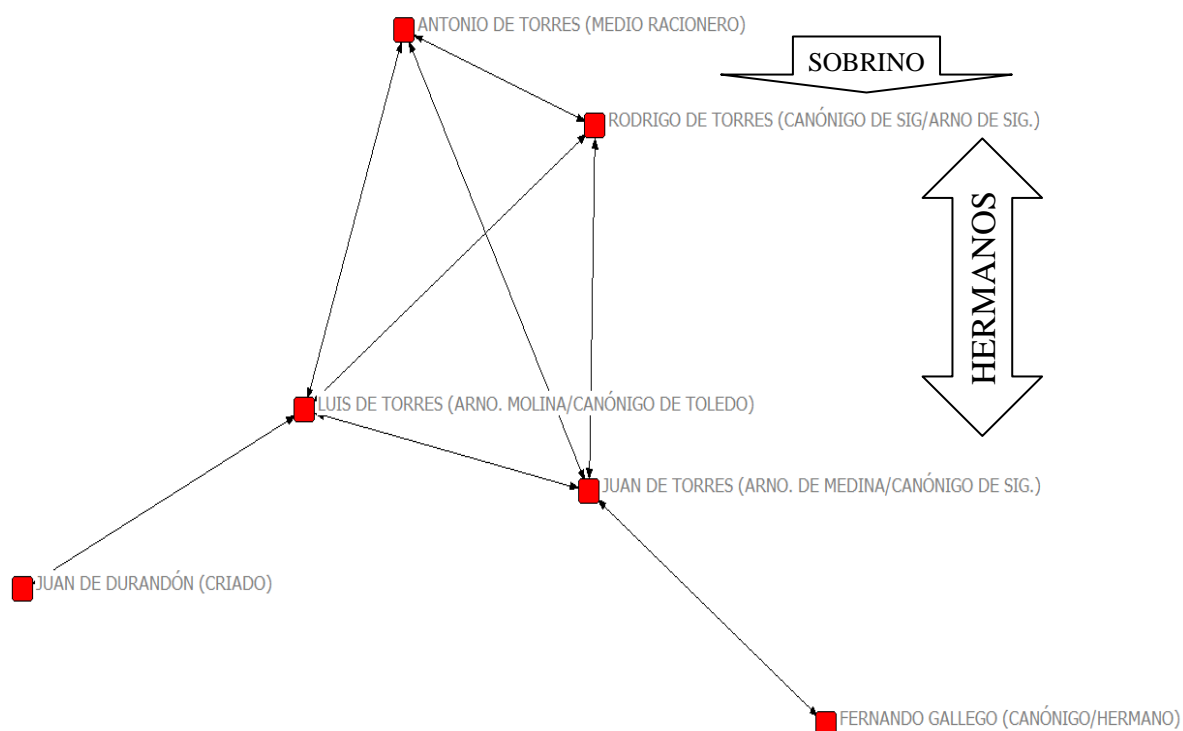 ANTONIO DE TORRES (MEDIO RACIONERO)
SOBRINO
RODRIGO DE TORRES (CANÓNIGO DE SIG/ARNO DE SIG.)
HERMANOS
LUIS DE TORRES (ARNO. MOLINA/CANÓNIGO DE TOLEDO)
JUAN DE TORRES (ARNO. DE MEDINA/CANÓNIGO DE SIG.)
JUAN DE DURANDÓN (CRIADO)
FERNANDO GALLEGO (CANÓNIGO/HERMANO)